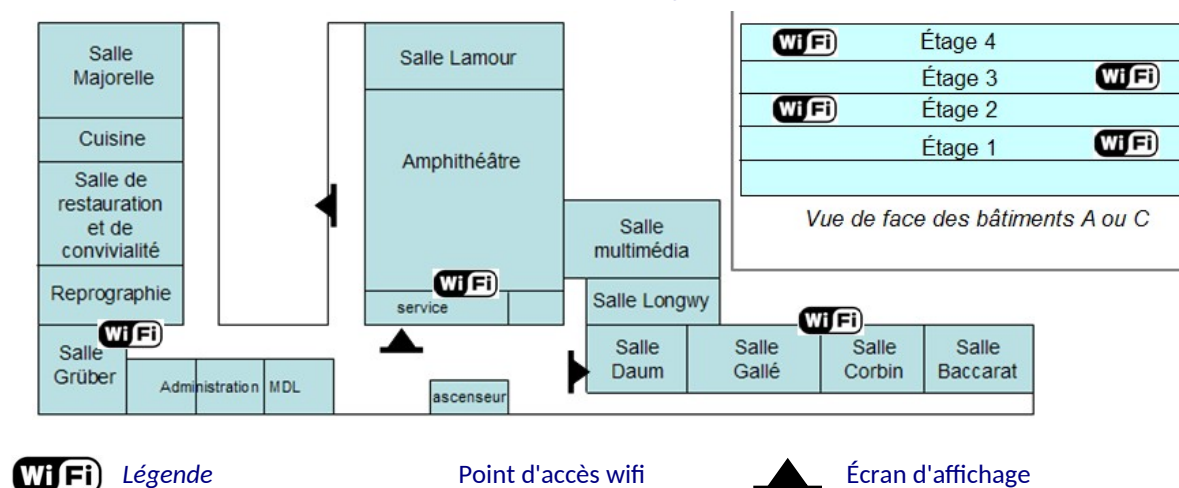 Salle
Majorelle
Cuisine
Salle de
restauration
et de
convivialité
Reprographie
WiFi
Salle
Grüber
Administration
MDL
Salle Lamour
Amphithéâtre
WiFi
service
ascenseur
Salle
multimédia
Salle Longwy
WiFi
Salle
Daum
Salle
Gallé
Salle
Corbin
Salle
Baccarat
WiFi Étage 4
Étage 3 WiFi
WiFi Étage 2
Étage 1 WiFi
Vue de face des bâtiments A ou C
WiFi Légende Point d'accès wifi Écran d'affichage